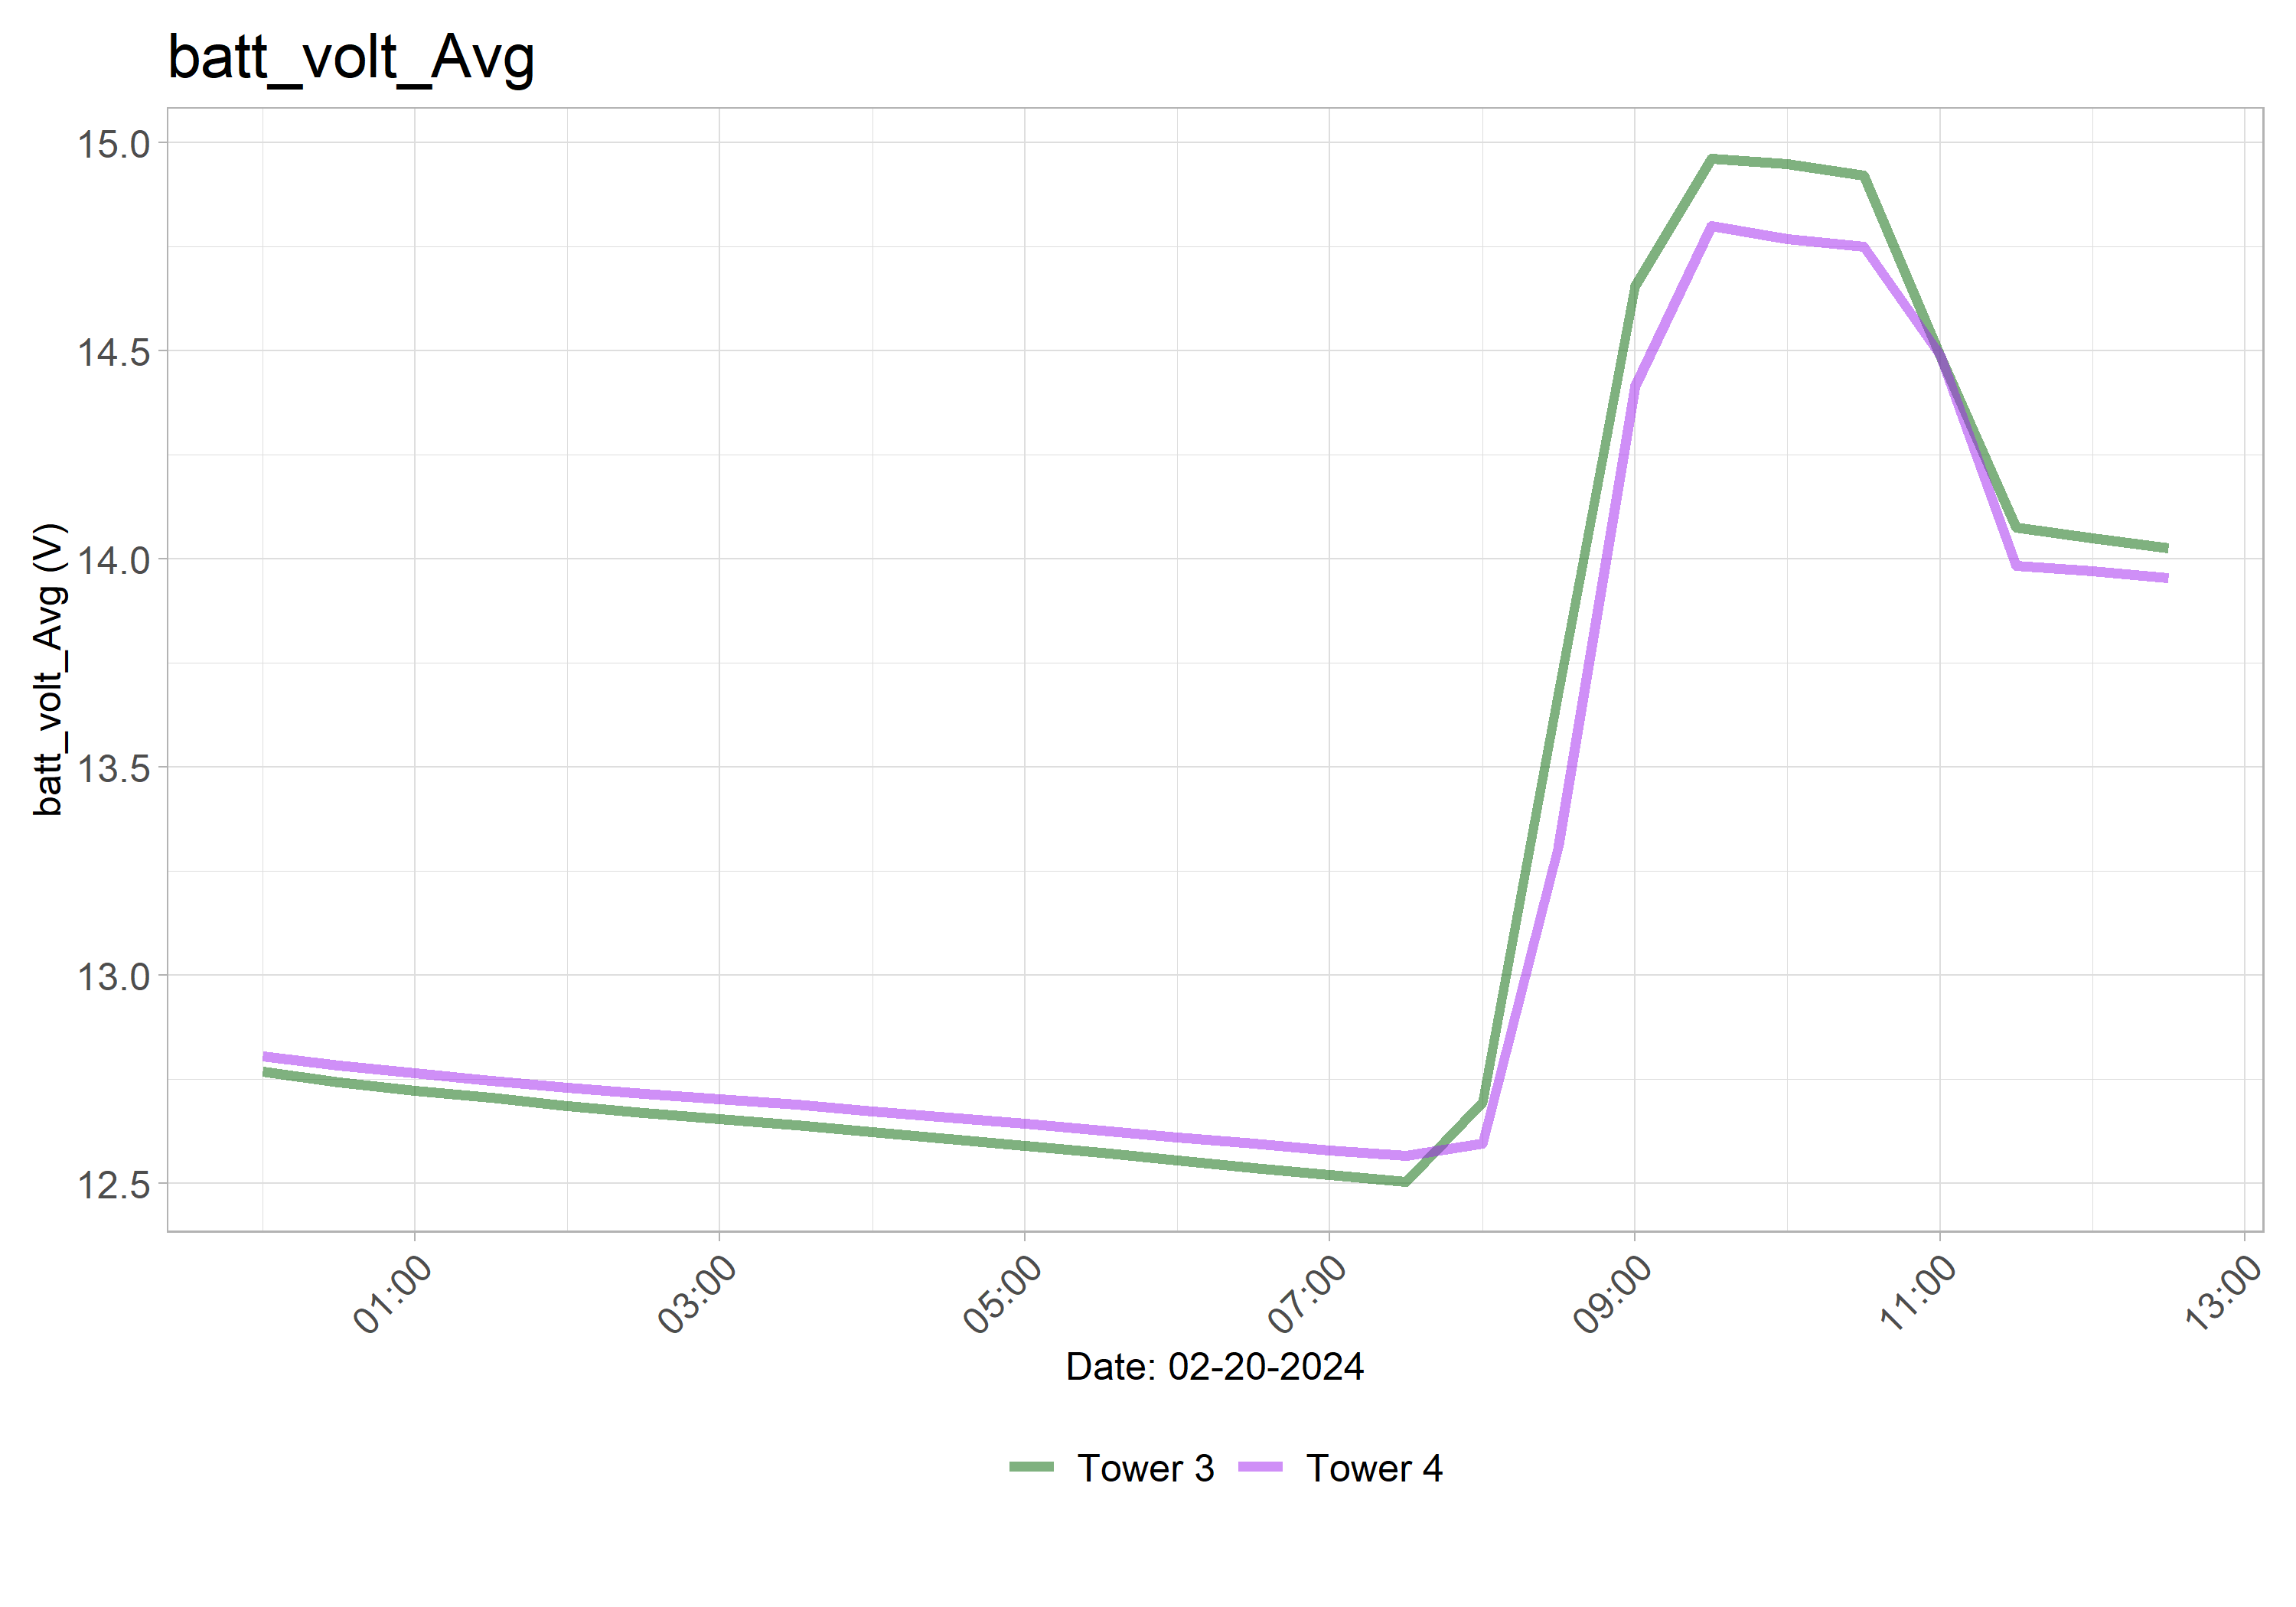 batt_volt_Avg
batt_volt_Avg (V)
15.0
14.5
14.0
13.5
13.0
12.5
01:00
03:00
05:00
07:00
09:00
11:00
13:00
Date: 02-20-2024
Tower 3
Tower 4